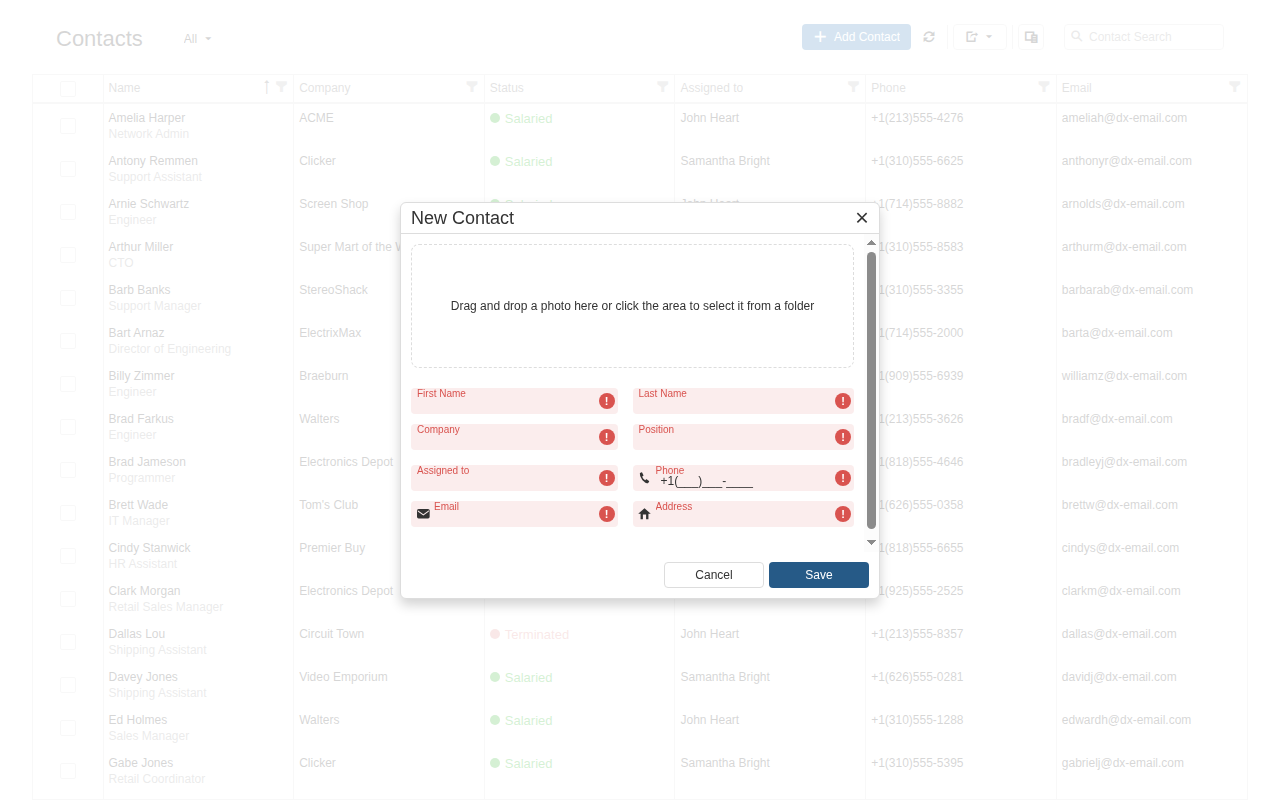 Contacts
All
Add Contact
Contact Search
Name
Company
Status
Assigned to
Phone
Email
Amelia Harper
Network Admin
ACME
Salaried
John Heart
+1(213)555-4276
ameliah@dx-email.com
Antony Remmen
Support Assistant
Clicker
Salaried
Samantha Bright
+1(310)555-6625
anthonyr@dx-email.com
Arnie Schwartz
Engineer
Screen Shop
1(714)555-8882
arnolds@dx-email.com
Arthur Miller
CTO
Super Mart of the
1(310)555-8583
arthurm@dx-email.com
Barb Banks
Support Manager
StereoShack
1(310)555-3355
barbarab@dx-email.com
Bart Arnaz
Director of Engineering
ElectrixMax
1(714)555-2000
barta@dx-email.com
Billy Zimmer
Engineer
Braeburn
1(909)555-6939
williamz@dx-email.com
Brad Farkus
Engineer
Walters
1(213)555-3626
bradf@dx-email.com
Brad Jameson
Programmer
Electronics Depot
1(818)555-4646
bradleyj@dx-email.com
Brett Wade
IT Manager
Tom's Club
1(626)555-0358
brettw@dx-email.com
Cindy Stanwick
HR Assistant
Premier Buy
1(818)555-6655
cindys@dx-email.com
Clark Morgan
Retail Sales Manager
Electronics Depot
1(925)555-2525
clarkm@dx-email.com
Dallas Lou
Shipping Assistant
Circuit Town
Terminated
John Heart
+1(213)555-8357
dallas@dx-email.com
Davey Jones
Shipping Assistant
Video Emporium
Salaried
Samantha Bright
+1(626)555-0281
davidj@dx-email.com
Ed Holmes
Sales Manager
Walters
Salaried
John Heart
+1(310)555-1288
edwardh@dx-email.com
Gabe Jones
Retail Coordinator
Clicker
Salaried
Samantha Bright
+1(310)555-5395
gabrielj@dx-email.com
New Contact
Drag and drop a photo here or click the area to select it from a folder
First Name
Last Name
Company
Position
Assigned to
Phone
+1(___)___-____
Email
Address
Cancel
Save